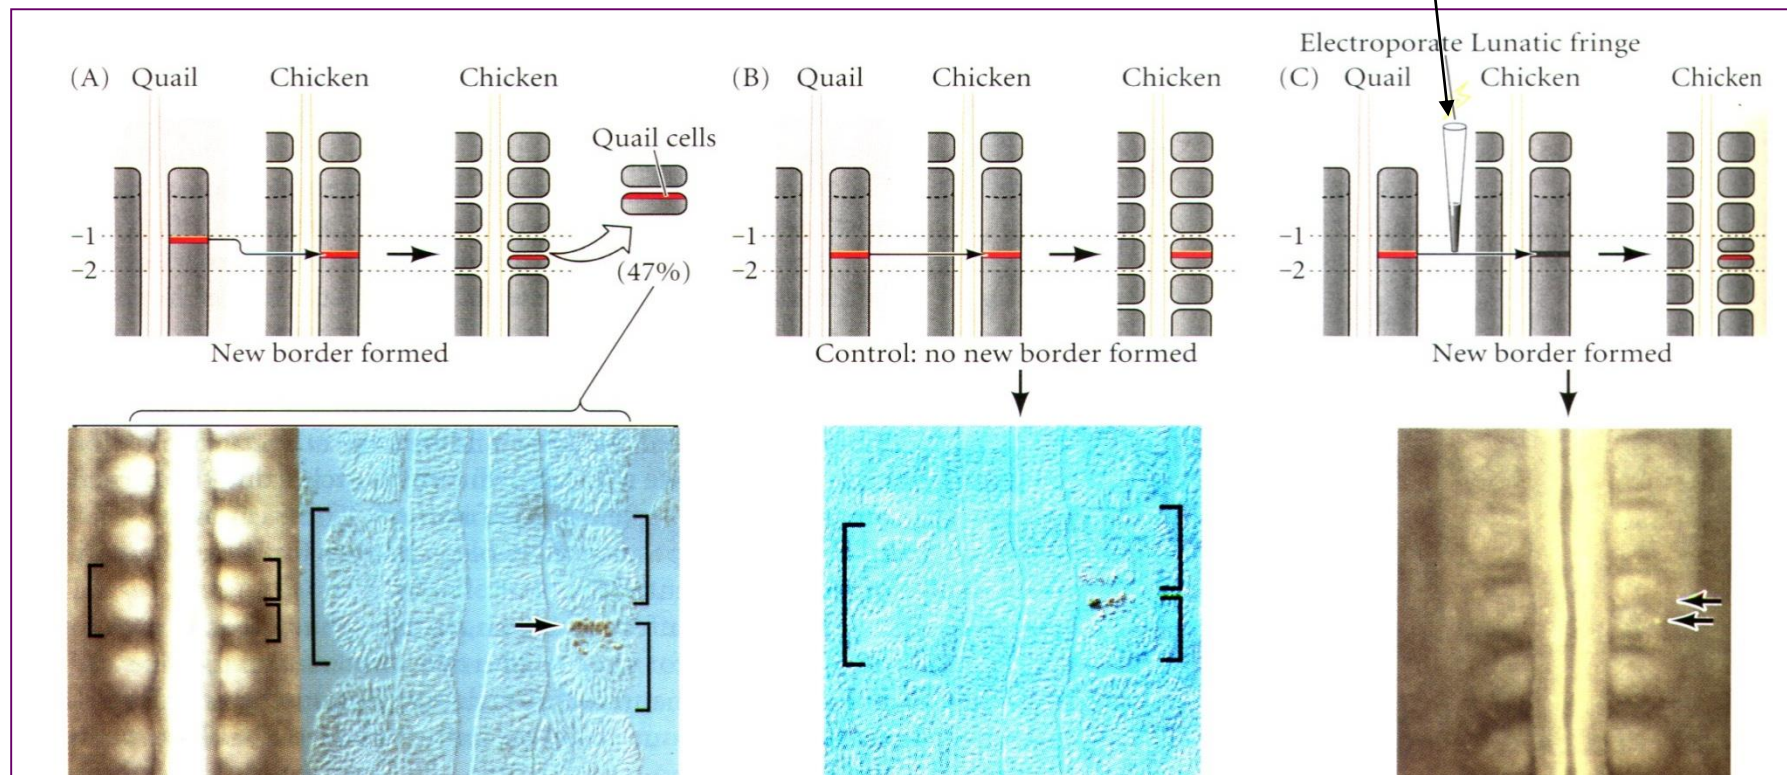 Electroporate Lunatic fringe
(A) Quail Chicken Chicken
(B) Quail Chicken Chicken
(C) Quail Chicken Chicken
Quail cells
–1
–2
(47%)
–1
–2
–1
–2
New border formed
Control: no new border formed
New border formed